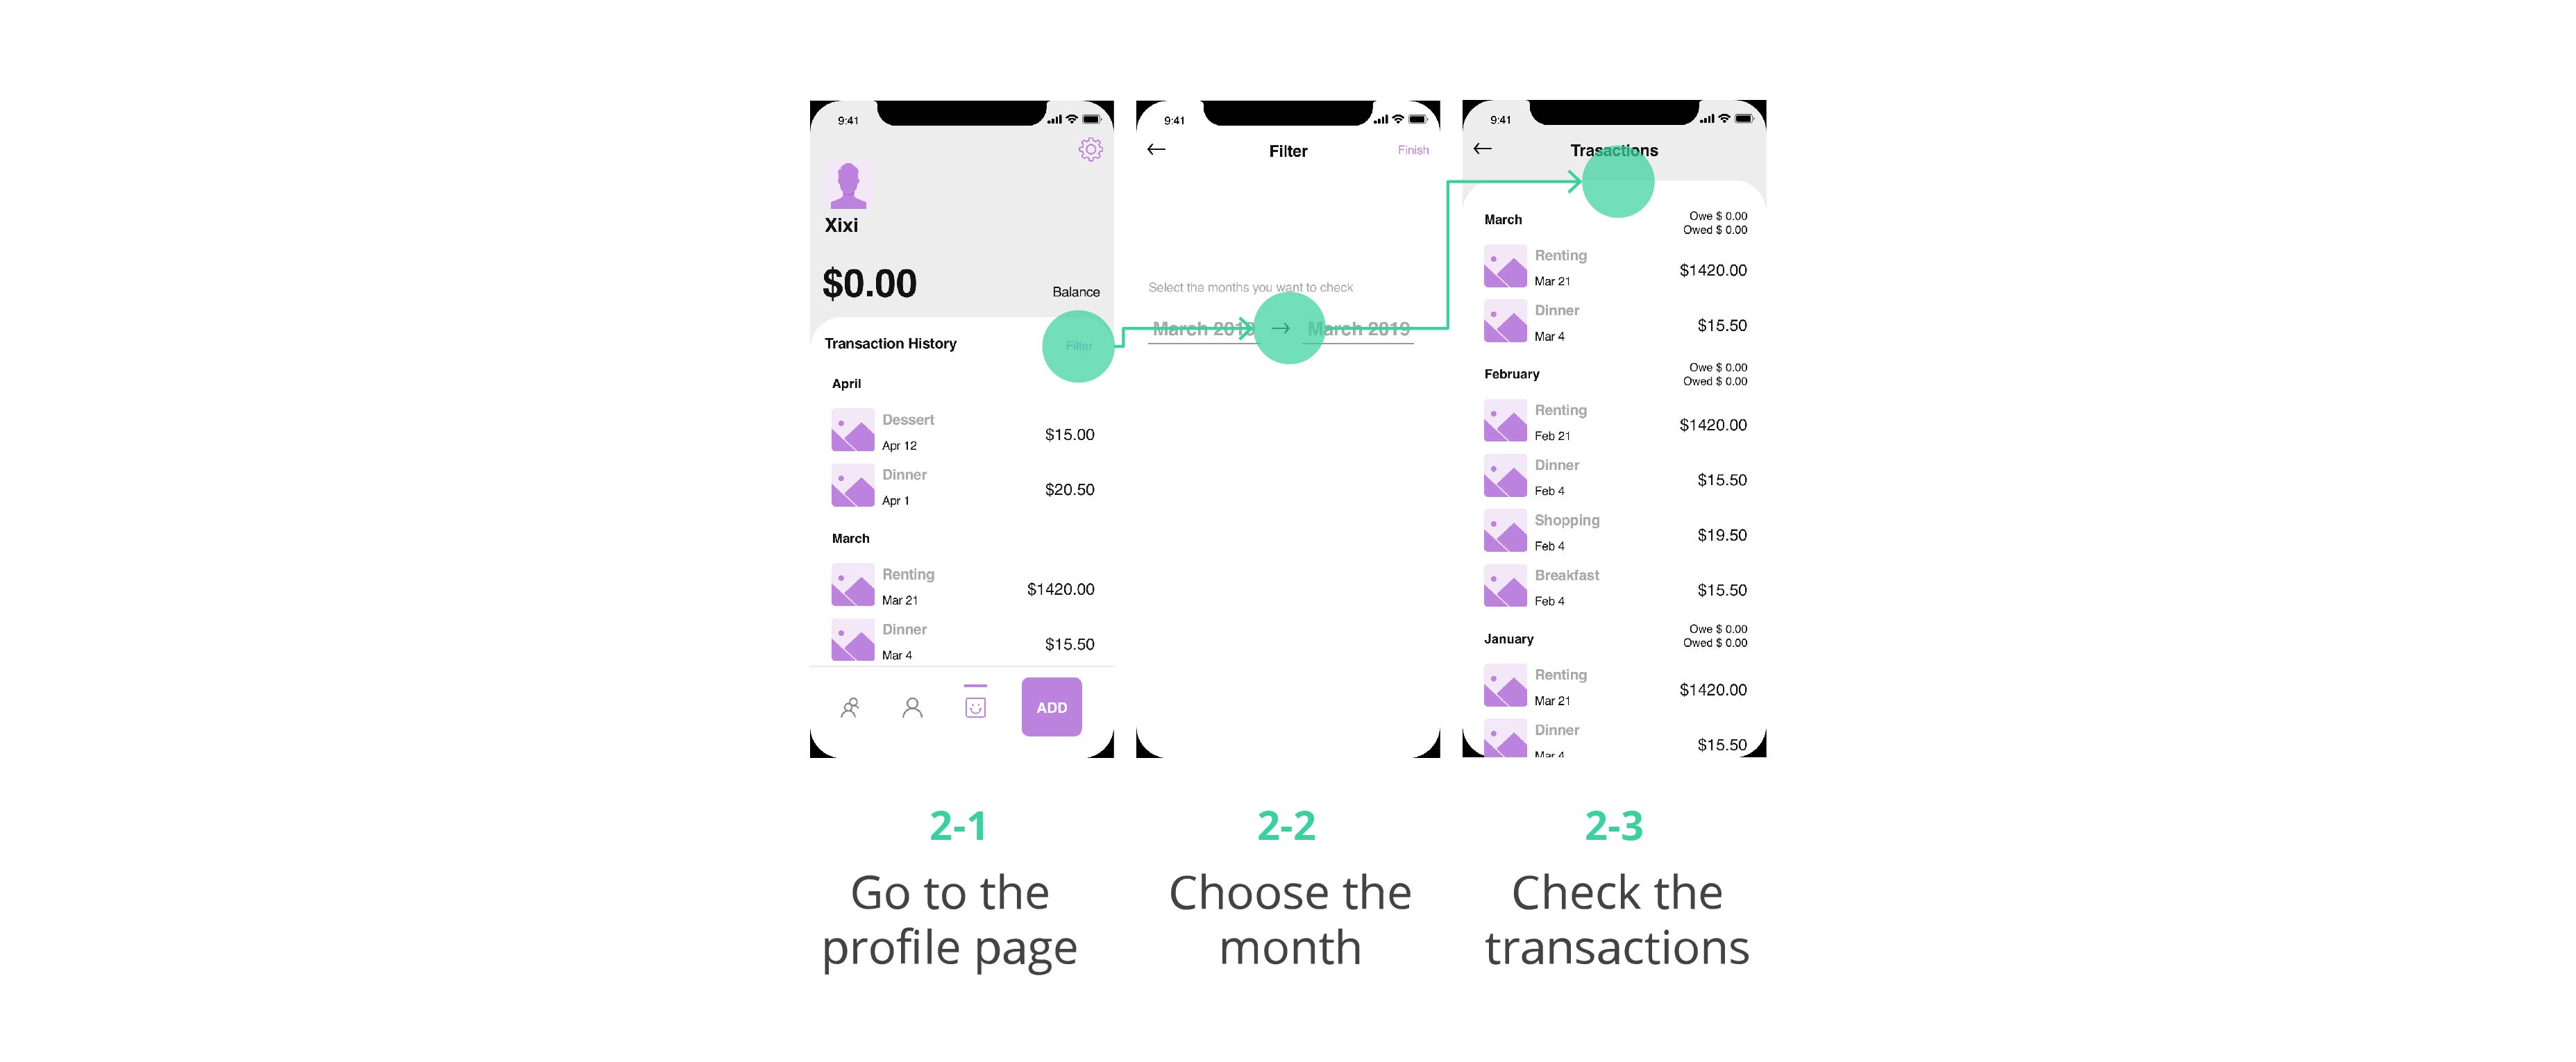 9:41
Xixi
$0.00
Balance
Transaction History
Filter
April
Dessert
$15.00
Apr 12
Dinner
$20.50
Apr 1
March
Renting
$1420.00
Mar 21
Dinner
$15.50
Mar 4
ADD
9:41
Filter
Finish
Select the months you want to check
March 2019
March 2019
9:41
Trasactions
March
Owe $ 0.00
Owed $ 0.00
Renting
$1420.00
Mar 21
Dinner
$15.50
Mar 4
February
Owe $ 0.00
Owed $ 0.00
Renting
$1420.00
Feb 21
Dinner
$15.50
Feb 4
Shopping
$19.50
Feb 4
Breakfast
$15.50
Feb 4
January
Owe $ 0.00
Owed $ 0.00
Renting
$1420.00
Mar 21
Dinner
$15.50
Mar 4
2-1
Go to the
profile page
2-2
Choose the
month
2-3
Check the
transactions